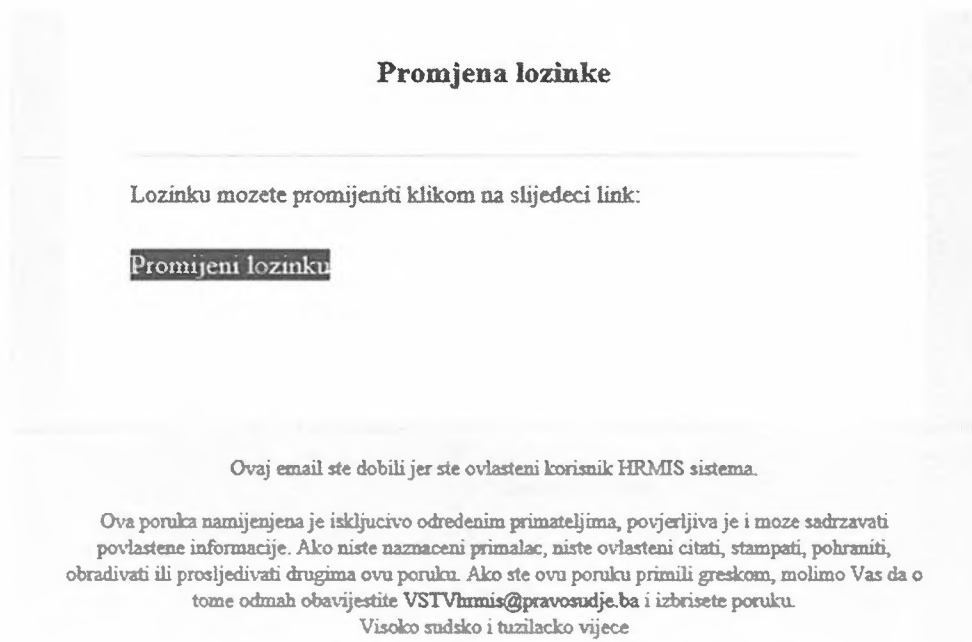 Promjena lozinke
Lozinku mozete promijeniti klikom na slijedeci link:
Promijeni lozinku
Ovaj email ste dobili jer ste ovlasteni korisnik HRMIS sistema.
Ova poruka namijenjena je iskljucivo odredenim primateljima, povjerljiva je i moze sadrzavati
povlastene informacije. Ako niste naznaceni primalac, niste ovlasteni citati, stampati, pohraniti,
obradivati ili prosljedivati drugima ovu poruku. Ako ste ovu poruku primili greskom, molimo Vas da o
tome odmah obavijestite VSTVhrmis@pravosudje.ba i izbrisete poruku.
Visoko sudsko i tuzilacko vijece